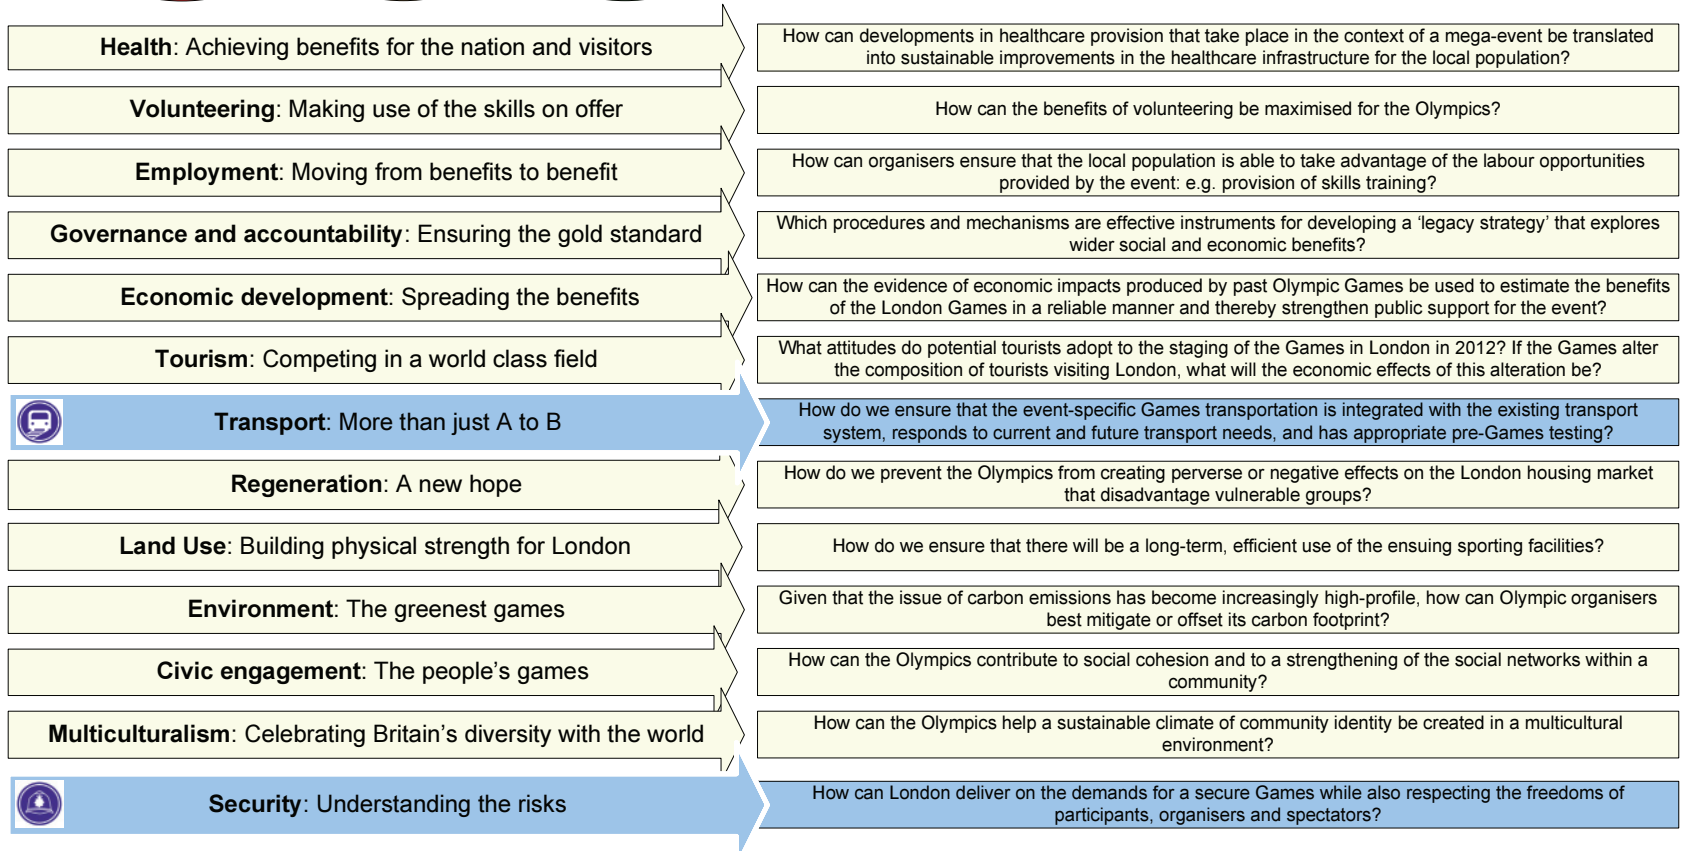 Health: Achieving benefits for the nation and visitors
How can developments in healthcare provision that take place in the context of a mega-event be translated
into sustainable improvements in the healthcare infrastructure for the local population?
Volunteering: Making use of the skills on offer
How can the benefits of volunteering be maximised for the Olympics?
Employment: Moving from benefits to benefit
How can organisers ensure that the local population is able to take advantage of the labour opportunities
provided by the event: e.g. provision of skills training?
Governance and accountability: Ensuring the gold standard
Which procedures and mechanisms are effective instruments for developing a ‘legacy strategy’ that explores
wider social and economic benefits?
Economic development: Spreading the benefits
How can the evidence of economic impacts produced by past Olympic Games be used to estimate the benefits
of the London Games in a reliable manner and thereby strengthen public support for the event?
Tourism: Competing in a world class field
What attitudes do potential tourists adopt to the staging of the Games in London in 2012? If the Games alter
the composition of tourists visiting London, what will the economic effects of this alteration be?
Transport: More than just A to B
How do we ensure that the event-specific Games transportation is integrated with the existing transport
system, responds to current and future transport needs, and has appropriate pre-Games testing?
Regeneration: A new hope
How do we prevent the Olympics from creating perverse or negative effects on the London housing market
that disadvantage vulnerable groups?
Land Use: Building physical strength for London
How do we ensure that there will be a long-term, efficient use of the ensuing sporting facilities?
Environment: The greenest games
Given that the issue of carbon emissions has become increasingly high-profile, how can Olympic organisers
best mitigate or offset its carbon footprint?
Civic engagement: The people’s games
How can the Olympics contribute to social cohesion and to a strengthening of the social networks within a
community?
Multiculturalism: Celebrating Britain’s diversity with the world
How can the Olympics help a sustainable climate of community identity be created in a multicultural
environment?
Security: Understanding the risks
How can London deliver on the demands for a secure Games while also respecting the freedoms of
participants, organisers and spectators?